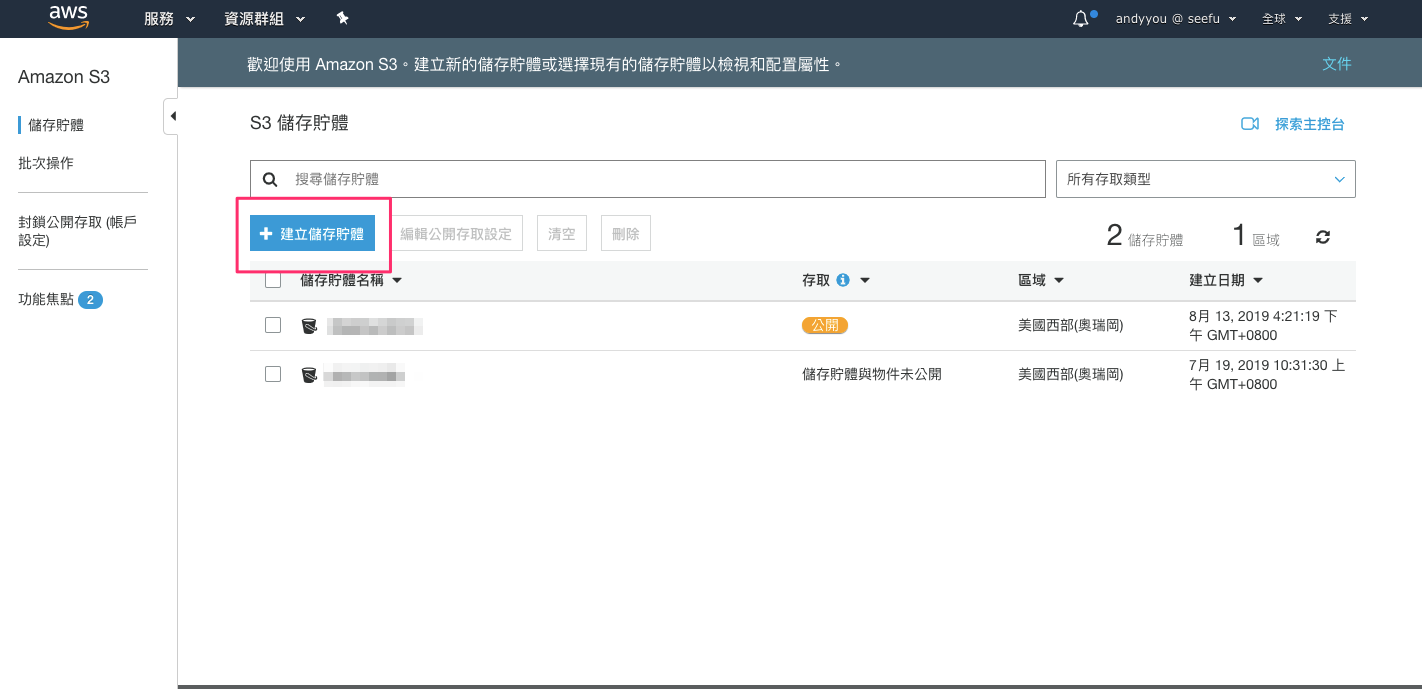 aws
服務
資源群組
andyyou @ seefu
全球
支援
Amazon S3
儲存貯體
批次操作
封鎖公開存取 (帳戶
設定)
功能焦點 2
歡迎使用 Amazon S3。建立新的儲存貯體或選擇現有的儲存貯體以檢視和配置屬性。
文件
S3 儲存貯體
探索主控台
搜尋儲存貯體
所有存取類型
建立儲存貯體
編輯公開存取設定
清空
刪除
2 儲存貯體
1 區域
儲存貯體名稱
存取
區域
建立日期
公開
美國西部(奧瑞岡)
8月 13, 2019 4:21:19 下
午 GMT+0800
儲存貯體與物件未公開
美國西部(奧瑞岡)
7月 19, 2019 10:31:30 上
午 GMT+0800